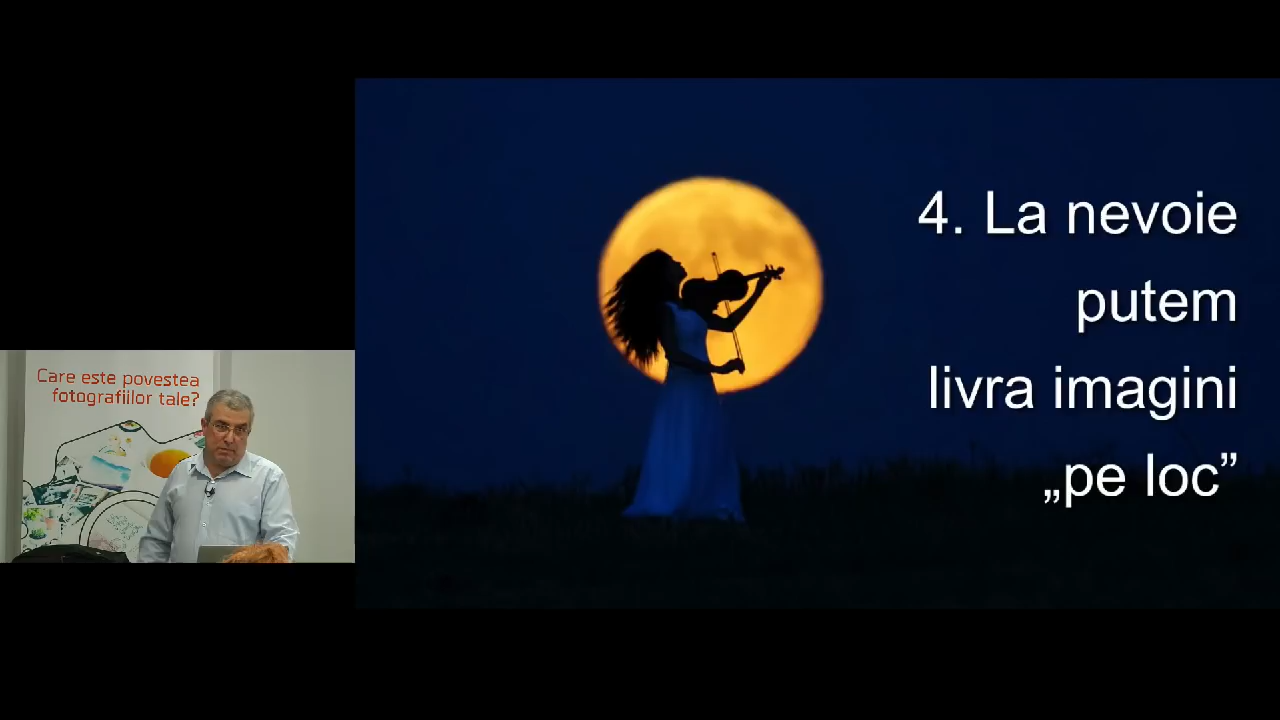 Care este povestea
fotografiilor tale?
4. La nevoie
putem
livra imagini
„pe loc”